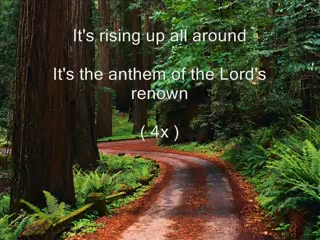 It's rising up all around
It's the anthem of the Lord's
renown
( 4x )